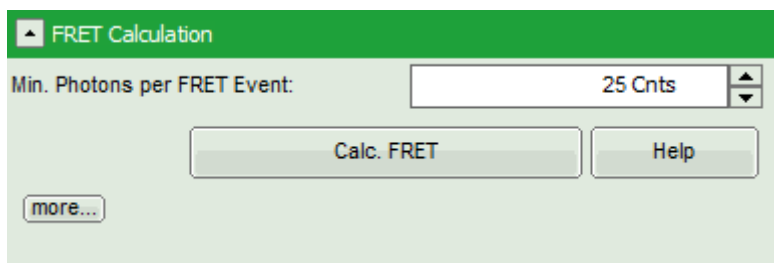 FRET Calculation
Min. Photons per FRET Event: 25 Cnts
Calc. FRET Help
more...